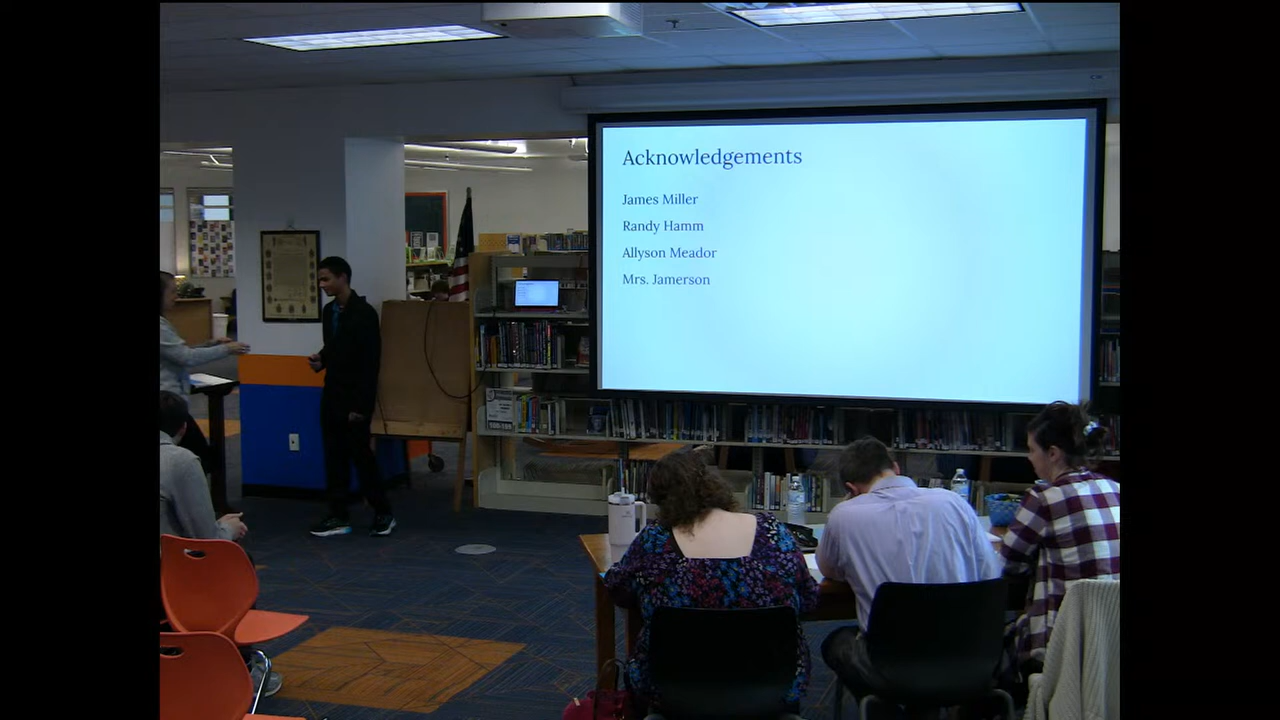 Acknowledgements
James Miller
Randy Hamm
Allyson Meador
Mrs. Jamerson